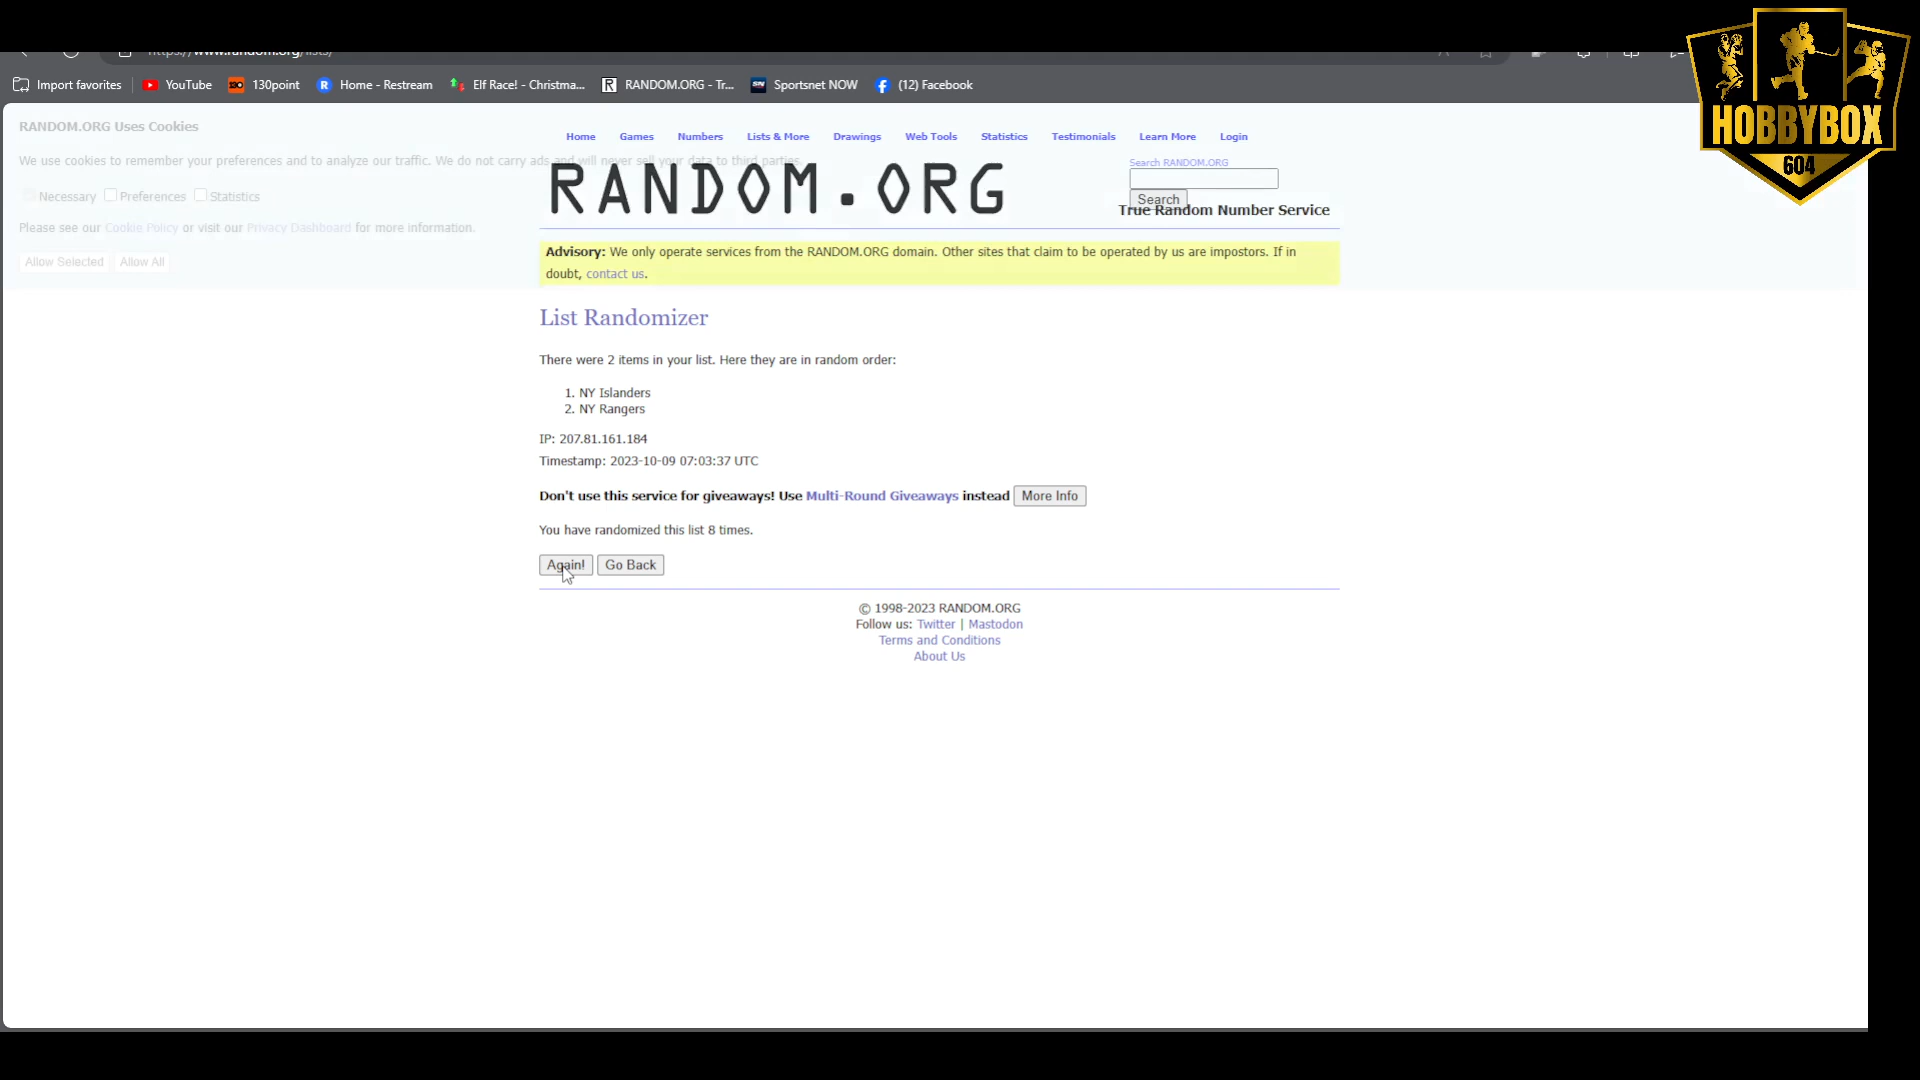 https://www.random.org/lists/
Import favorites
YouTube
130point
Home - Restream
Elf Race! - Christma...
RANDOM.ORG - Tr...
Sportsnet NOW
(12) Facebook
HOBBYBOX
604
RANDOM.ORG Uses Cookies
We use cookies to remember your preferences and to analyze our traffic. We do not carry ads and will never sell your data to third parties.
Necessary Preferences Statistics
Please see our Cookie Policy or visit our Privacy Dashboard for more information.
Allow Selected Allow All
Home Games Numbers Lists & More Drawings Web Tools Statistics Testimonials Learn More Login
RANDOM.ORG
Search RANDOM.ORG
Search
True Random Number Service
Advisory: We only operate services from the RANDOM.ORG domain. Other sites that claim to be operated by us are impostors. If in
doubt, contact us.
List Randomizer
There were 2 items in your list. Here they are in random order:
1. NY Islanders
2. NY Rangers
IP: 207.81.161.184
Timestamp: 2023-10-09 07:03:37 UTC
Don't use this service for giveaways! Use Multi-Round Giveaways instead More Info
You have randomized this list 8 times.
Again! Go Back
© 1998-2023 RANDOM.ORG
Follow us: Twitter | Mastodon
Terms and Conditions
About Us